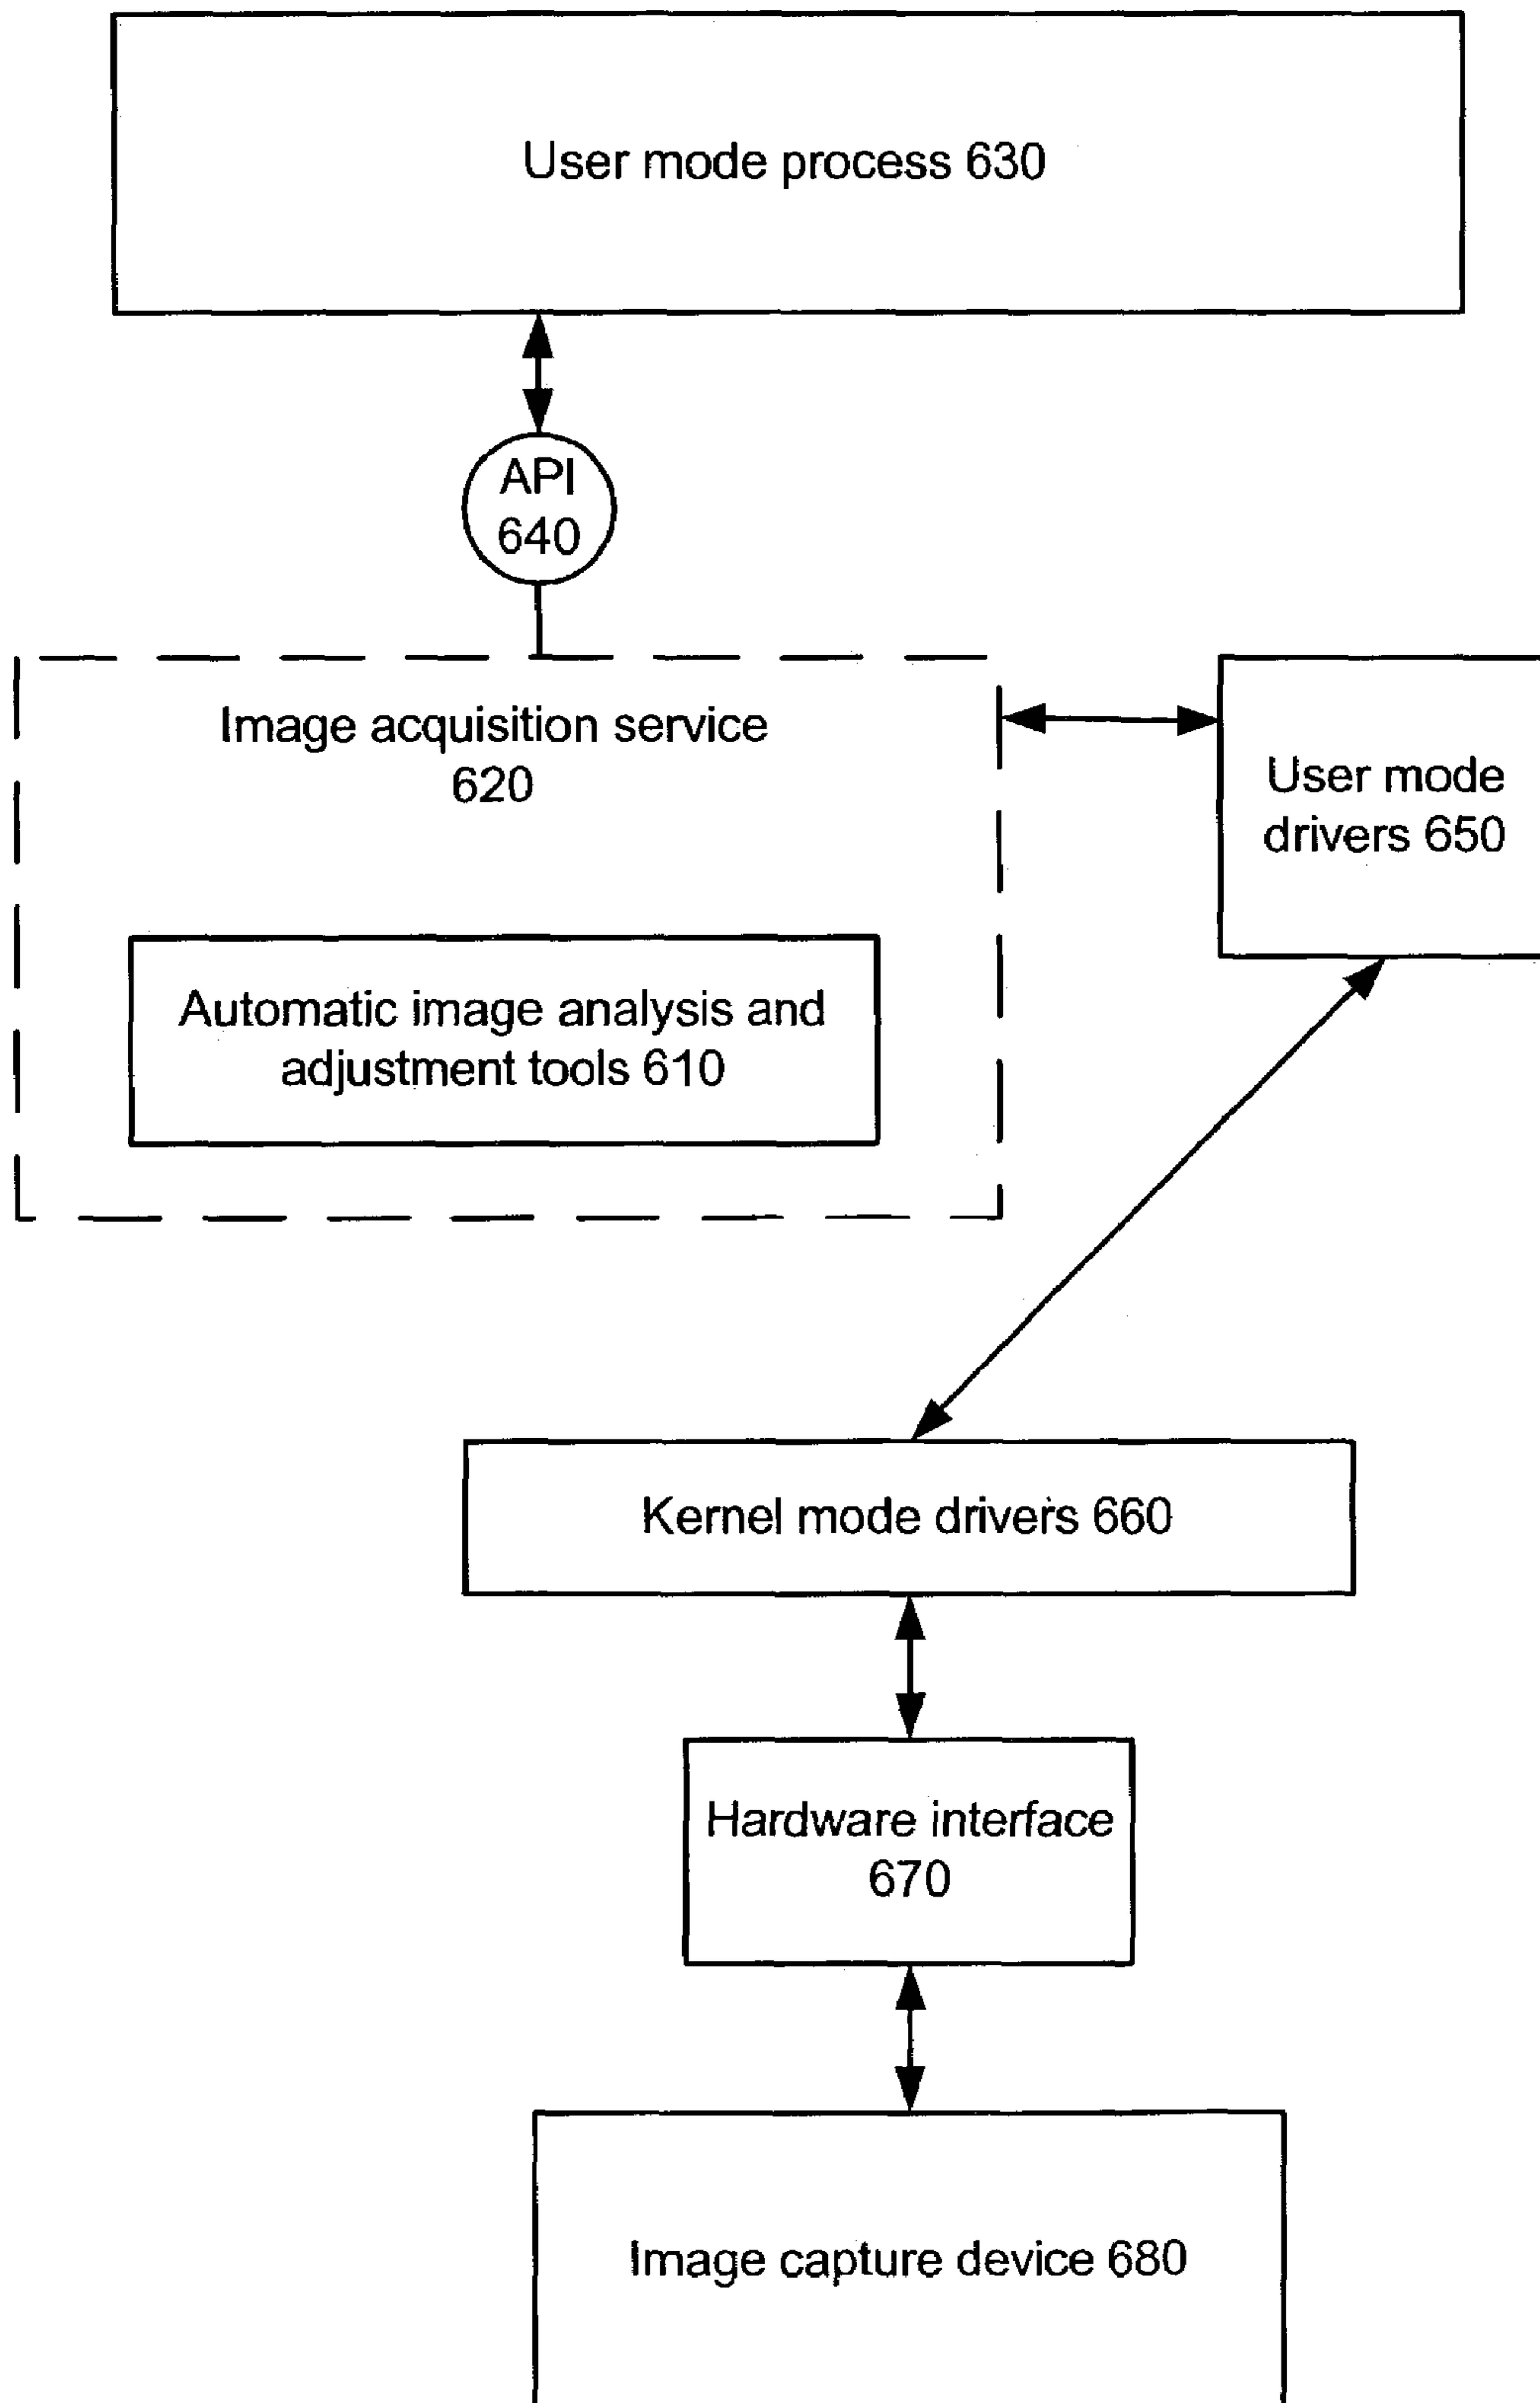 User mode process 630
API
640
Image acquisition service
620
User mode
drivers 650
Automatic image analysis and
adjustment tools 610
Kernel mode drivers 660
Hardware interface
670
Image capture device 680